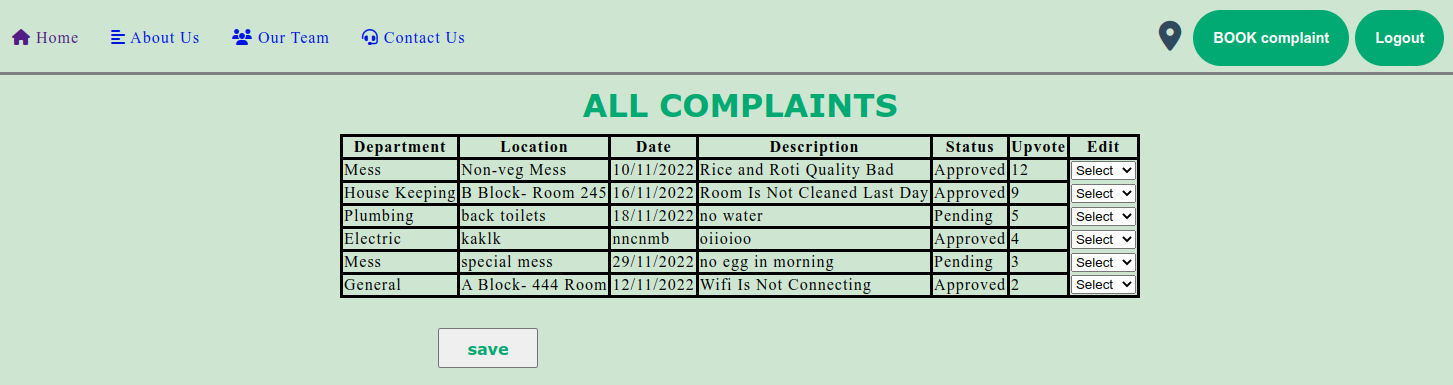 Home About Us Our Team Contact Us BOOK complaint Logout
ALL COMPLAINTS
Department Location Date Description Status Upvote Edit
Mess Non-veg Mess 10/11/2022 Rice and Roti Quality Bad Approved 12 Select
House Keeping B Block- Room 245 16/11/2022 Room Is Not Cleaned Last Day Approved 9 Select
Plumbing back toilets 18/11/2022 no water Pending 5 Select
Electric kaklk nncnmb oiioioo Approved 4 Select
Mess special mess 29/11/2022 no egg in morning Pending 3 Select
General A Block- 444 Room 12/11/2022 Wifi Is Not Connecting Approved 2 Select
save